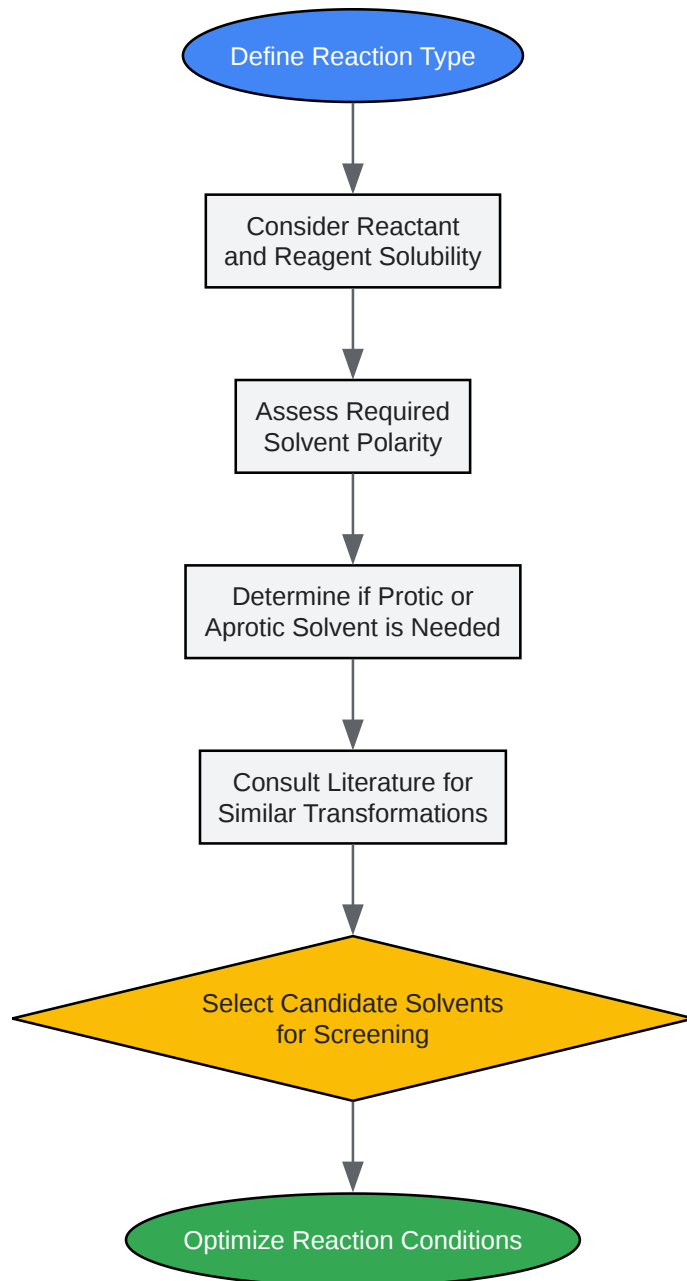 Define Reaction Type
Consider Reactant
and Reagent Solubility
Assess Required
Solvent Polarity
Determine if Protic or
Aprotic Solvent is Needed
Consult Literature for
Similar Transformations
Select Candidate Solvents
for Screening
Optimize Reaction Conditions